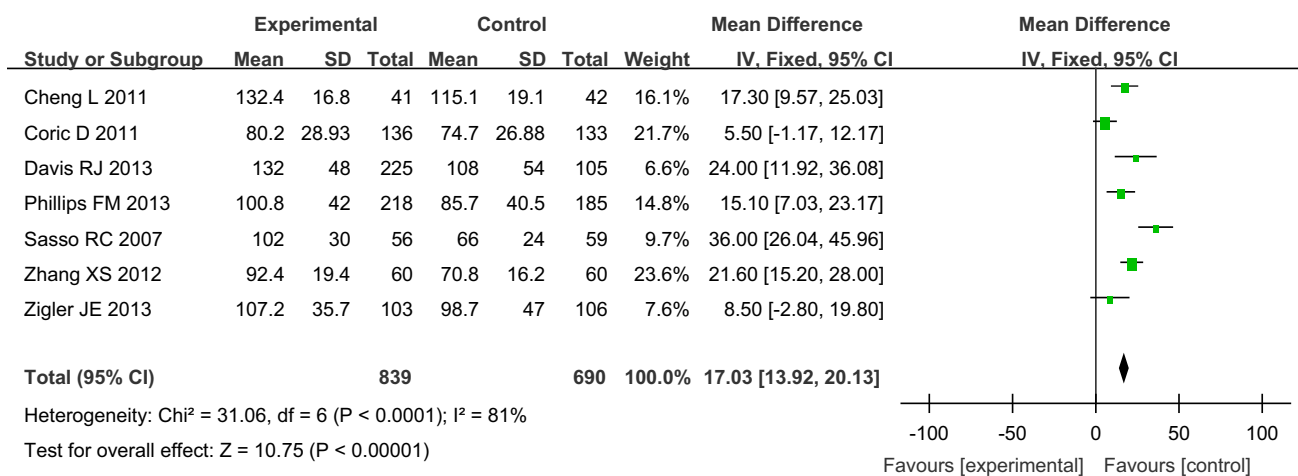 Experimental Control Mean Difference Mean Difference
Study or Subgroup Mean SD Total Mean SD Total Weight IV, Fixed, 95% CI IV, Fixed, 95% CI
Cheng L 2011 132.4 16.8 41 115.1 19.1 42 16.1% 17.30 [9.57, 25.03]
Coric D 2011 80.2 28.93 136 74.7 26.88 133 21.7% 5.50 [-1.17, 12.17]
Davis RJ 2013 132 48 225 108 54 105 6.6% 24.00 [11.92, 36.08]
Phillips FM 2013 100.8 42 218 85.7 40.5 185 14.8% 15.10 [7.03, 23.17]
Sasso RC 2007 102 30 56 66 24 59 9.7% 36.00 [26.04, 45.96]
Zhang XS 2012 92.4 19.4 60 70.8 16.2 60 23.6% 21.60 [15.20, 28.00]
Zigler JE 2013 107.2 35.7 103 98.7 47 106 7.6% 8.50 [-2.80, 19.80]
Total (95% CI) 839 690 100.0% 17.03 [13.92, 20.13]
Heterogeneity: Chi² = 31.06, df = 6 (P < 0.0001); I² = 81%
Test for overall effect: Z = 10.75 (P < 0.00001)
-100 -50 0 50 100
Favours [experimental] Favours [control]